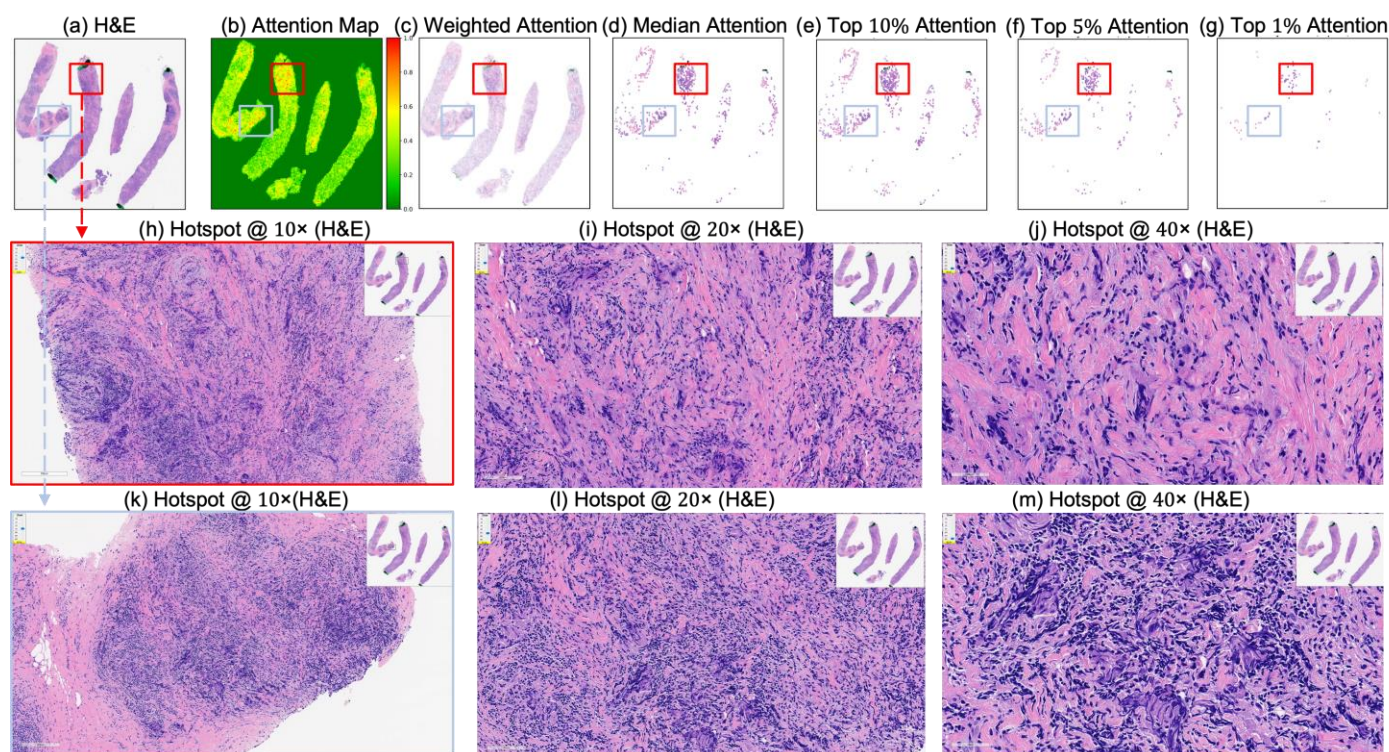 (a) H&E
(b) Attention Map
(c) Weighted Attention
(d) Median Attention
(e) Top 10% Attention
(f) Top 5% Attention
(g) Top 1% Attention
1.0
0.8
0.6
0.4
0.2
0.0
(h) Hotspot @ 10× (H&E)
(i) Hotspot @ 20× (H&E)
(j) Hotspot @ 40× (H&E)
(k) Hotspot @ 10×(H&E)
(l) Hotspot @ 20× (H&E)
(m) Hotspot @ 40× (H&E)